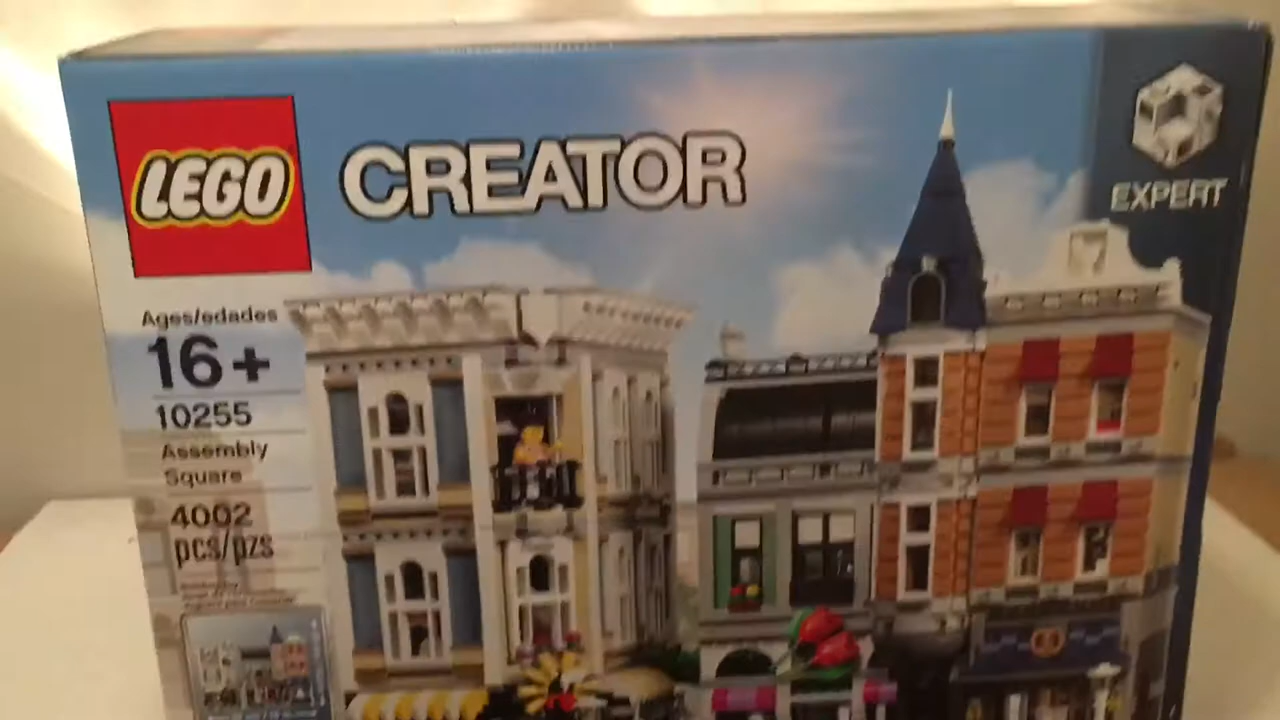 LEGO
CREATOR
EXPERT
Ages/edades
16+
10255
Assembly
Square
4002
pcs/pzs